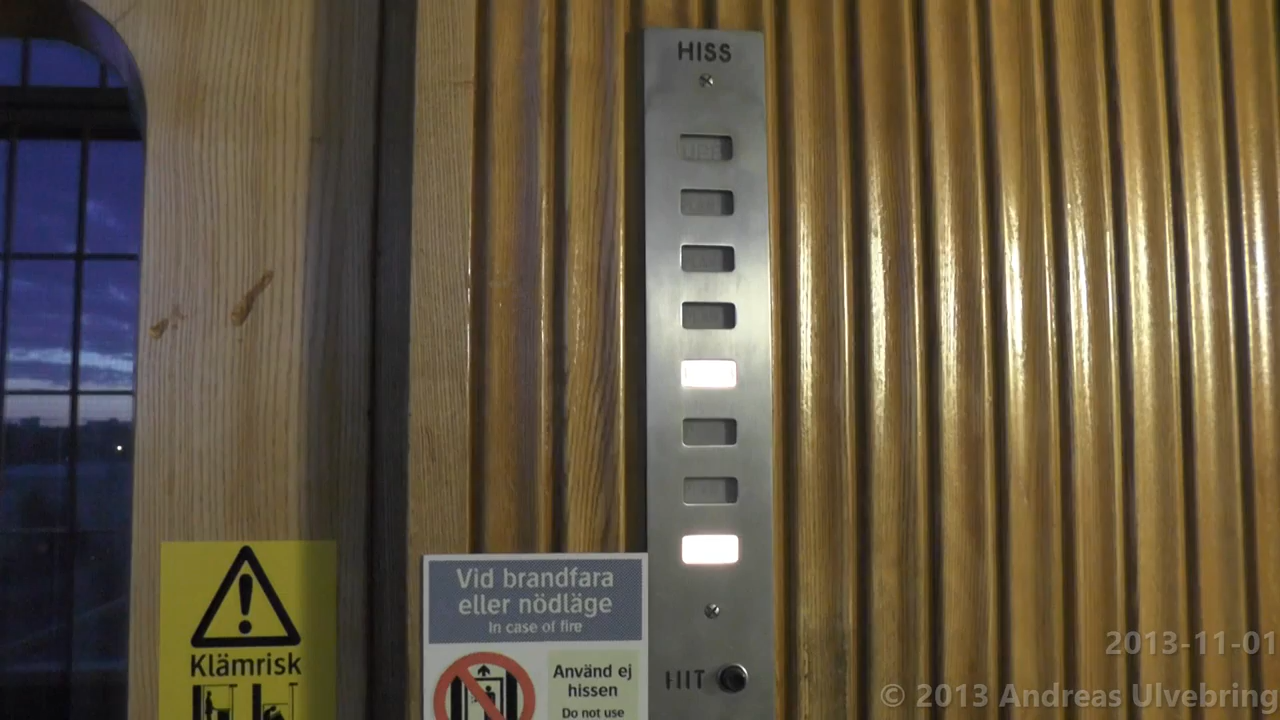 HISS
UPP
Vid brandfara
eller nödläge
In case of fire
Klämrisk
Använd ej
hissen
Do not use
HIT
2013-11-01
© 2013 Andreas Ulvebring